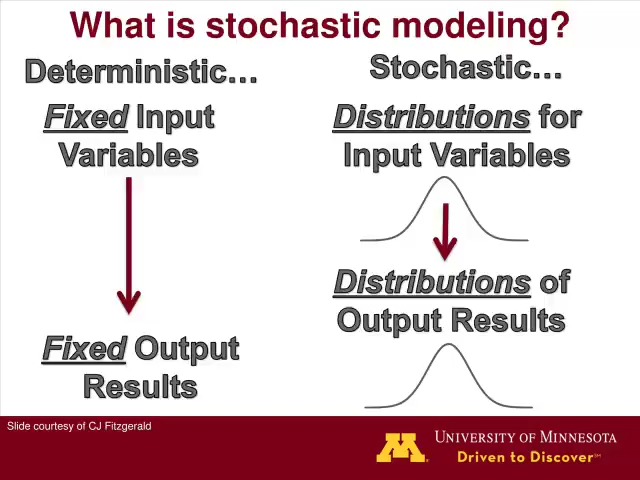 What is stochastic modeling?
Deterministic…
Fixed Input
Variables
Fixed Output
Results
Stochastic…
Distributions for
Input Variables
Distributions of
Output Results
Slide courtesy of CJ Fitzgerald
M
UNIVERSITY OF MINNESOTA
Driven to Discover℠